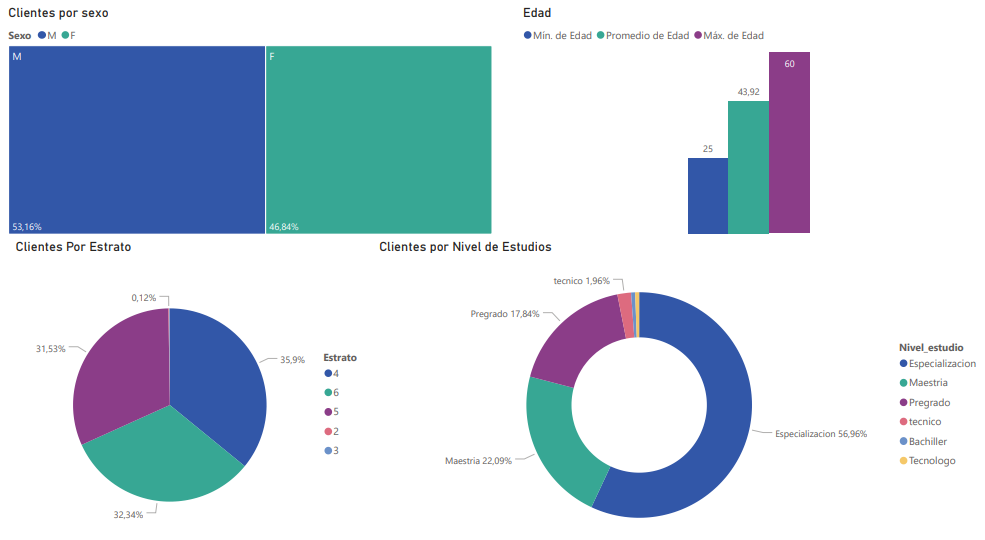 Clientes por sexo
Sexo M F
M
F
53,16%
46,84%
Edad
Mín. de Edad Promedio de Edad Máx. de Edad
25
43,92
60
Clientes Por Estrato
0,12%
31,53%
35,9%
32,34%
Estrato
4
6
5
2
3
Clientes por Nivel de Estudios
tecnico 1,96%
Pregrado 17,84%
Maestria 22,09%
Especializacion 56,96%
Nivel_estudio
Especializacion
Maestria
Pregrado
tecnico
Bachiller
Tecnologo